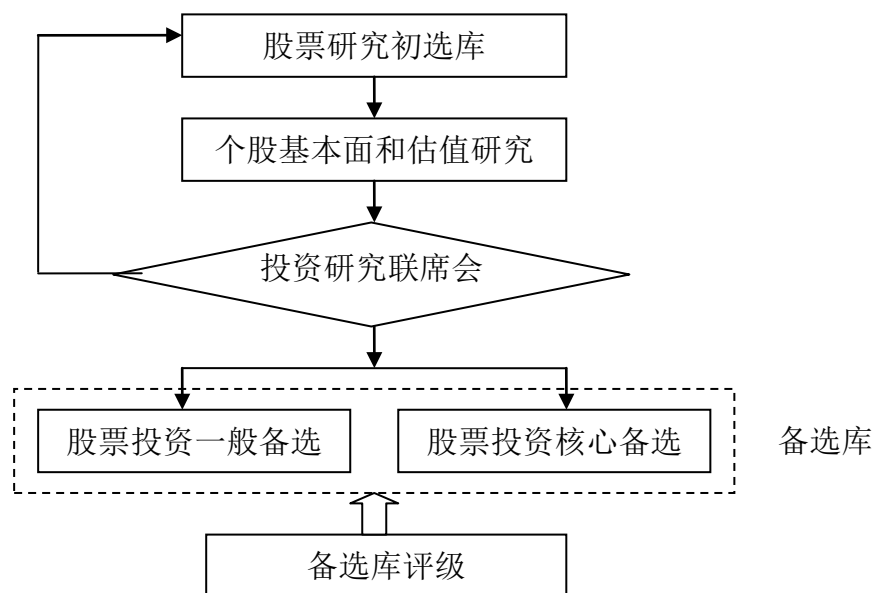 股票研究初选库
个股基本面和估值研究
投资研究联席会
股票投资一般备选
股票投资核心备选
备选库
备选库评级